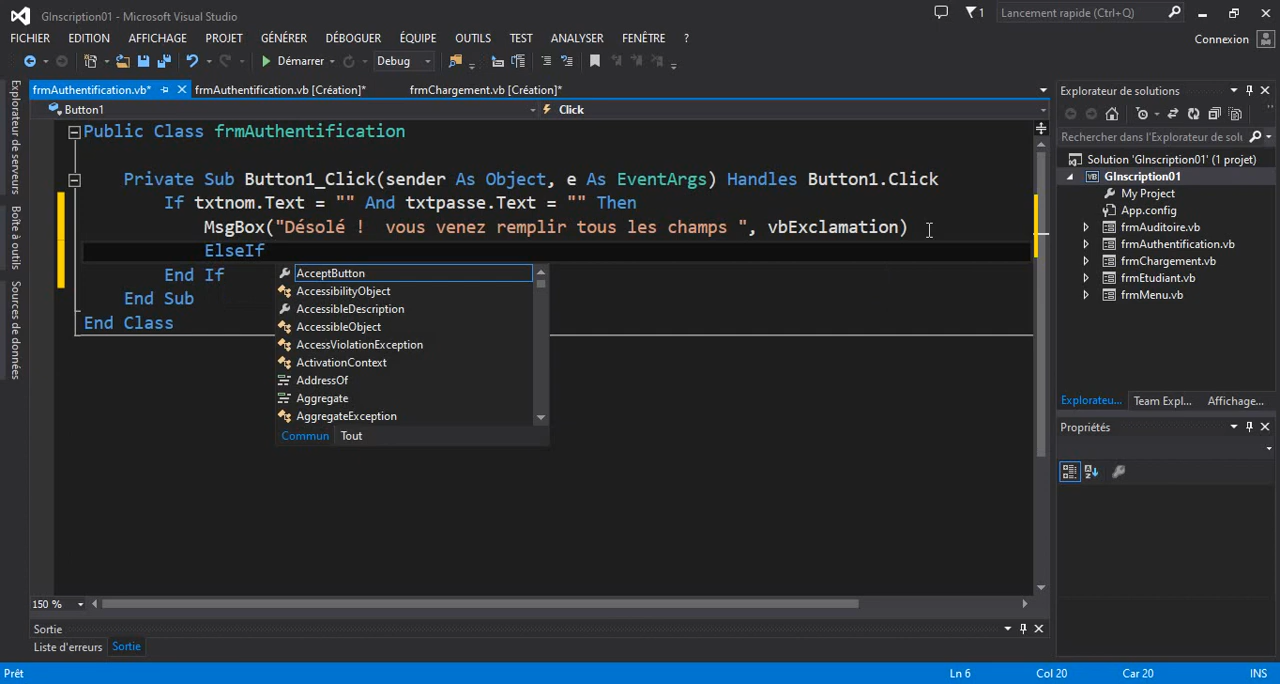 GInscription01 - Microsoft Visual Studio
1
Lancement rapide (Ctrl+Q)
FICHIER EDITION AFFICHAGE PROJET GÉNÉRER DÉBOGUER ÉQUIPE OUTILS TEST ANALYSER FENÊTRE ?
Connexion
Démarrer
Debug
frmAuthentification.vb*
frmAuthentification.vb [Création]*
frmChargement.vb [Création]*
Button1
Click
Explorateur de serveurs
Boîte à outils
Sources de données
Public Class frmAuthentification
Private Sub Button1_Click(sender As Object, e As EventArgs) Handles Button1.Click
If txtnom.Text = "" And txtpasse.Text = "" Then
MsgBox("Désolé !  vous venez remplir tous les champs ", vbExclamation)
ElseIf
End If
End Sub
End Class
AcceptButton
AccessibilityObject
AccessibleDescription
AccessibleObject
AccessViolationException
ActivationContext
AddressOf
Aggregate
AggregateException
Commun Tout
150 %
Sortie
Liste d'erreurs Sortie
Explorateur de solutions
Rechercher dans l'Explorateur de solu
Solution 'GInscription01' (1 projet)
GInscription01
My Project
App.config
frmAuditoire.vb
frmAuthentification.vb
frmChargement.vb
frmEtudiant.vb
frmMenu.vb
Explorateu... Team Expl... Affichage...
Propriétés
Prêt
Ln 6
Col 20
Car 20
INS